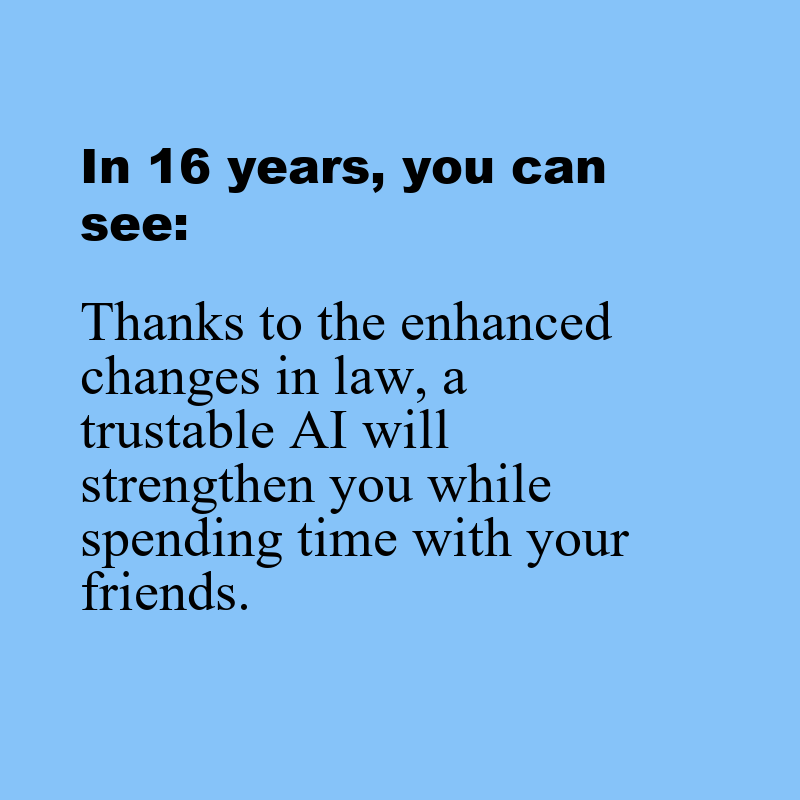 In 16 years, you can
see:
Thanks to the enhanced
changes in law, a
trustable AI will
strengthen you while
spending time with your
friends.